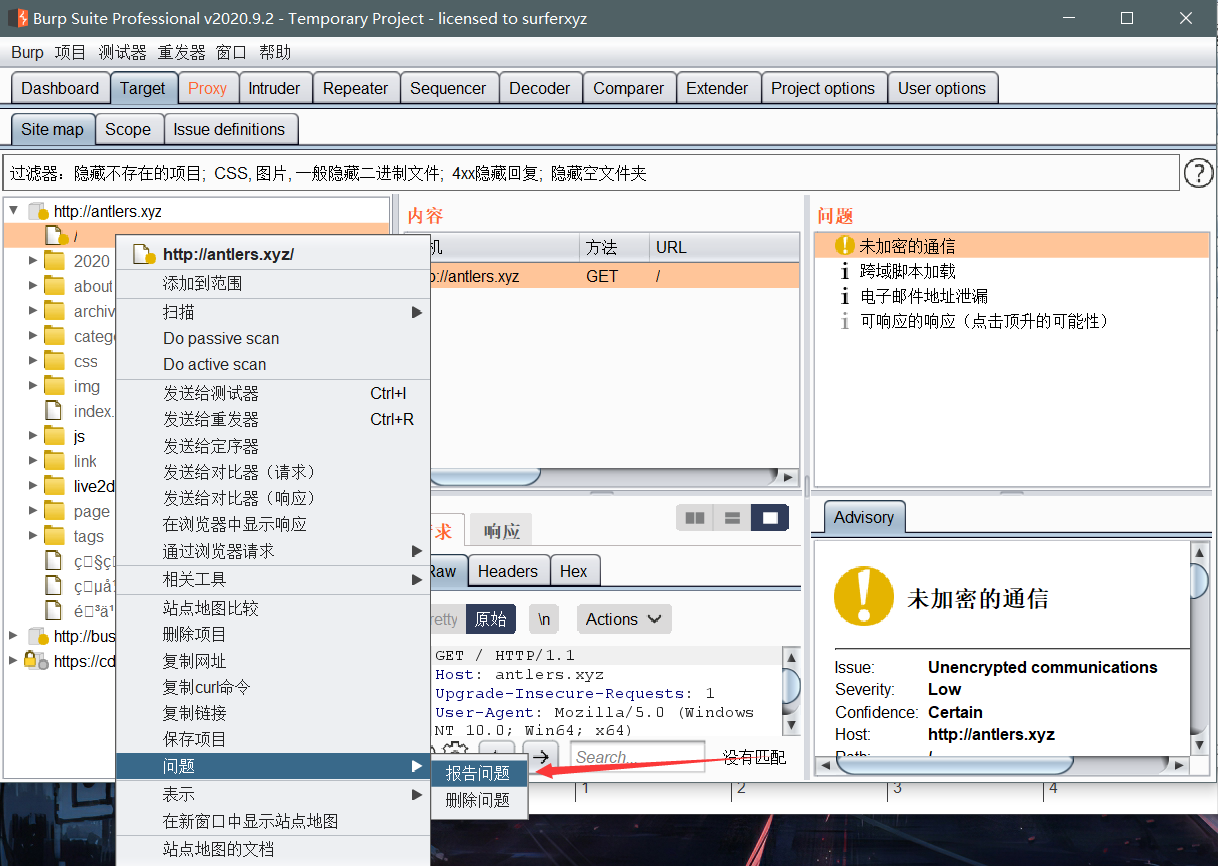 Burp Suite Professional v2020.9.2 - Temporary Project - licensed to surferxyz
Burp 项目 测试器 重发器 窗口 帮助
Dashboard Target Proxy Intruder Repeater Sequencer Decoder Comparer Extender Project options User options
Site map Scope Issue definitions
过滤器：隐藏不存在的项目; CSS, 图片, 一般隐藏二进制文件; 4xx隐藏回复; 隐藏空文件夹
?
http://antlers.xyz
/
2020
about
archiv
catego
css
img
index.
js
link
live2d
page
tags
http://bus
https://cd
http://antlers.xyz/
添加到范围
扫描
Do passive scan
Do active scan
发送给测试器 Ctrl+I
发送给重发器 Ctrl+R
发送给定序器
发送给对比器（请求）
发送给对比器（响应）
在浏览器中显示响应
通过浏览器请求
相关工具
站点地图比较
删除项目
复制网址
复制curl命令
复制链接
保存项目
问题
表示
在新窗口中显示站点地图
站点地图的文档
报告问题
删除问题
内容
机 方法 URL
p://antlers.xyz GET /
求 响应
Raw Headers Hex
retty 原始 \n Actions
GET / HTTP/1.1
Host: antlers.xyz
Upgrade-Insecure-Requests: 1
User-Agent: Mozilla/5.0 (Windows
NT 10.0; Win64; x64)
Search... 没有匹配
问题
未加密的通信
跨域脚本加载
电子邮件地址泄漏
可响应的响应（点击顶升的可能性）
Advisory
未加密的通信
Issue: Unencrypted communications
Severity: Low
Confidence: Certain
Host: http://antlers.xyz
Path: /
1 2 3 4